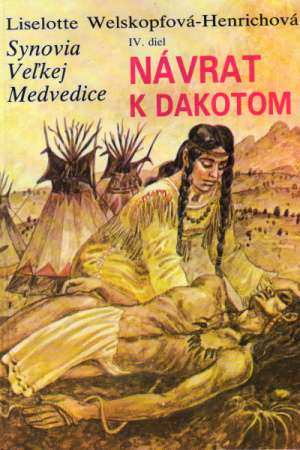 Liselotte Welskopfová-Henrichová
Synovia
Veľkej
Medvedice
IV. diel
NÁVRAT
K DAKOTOM